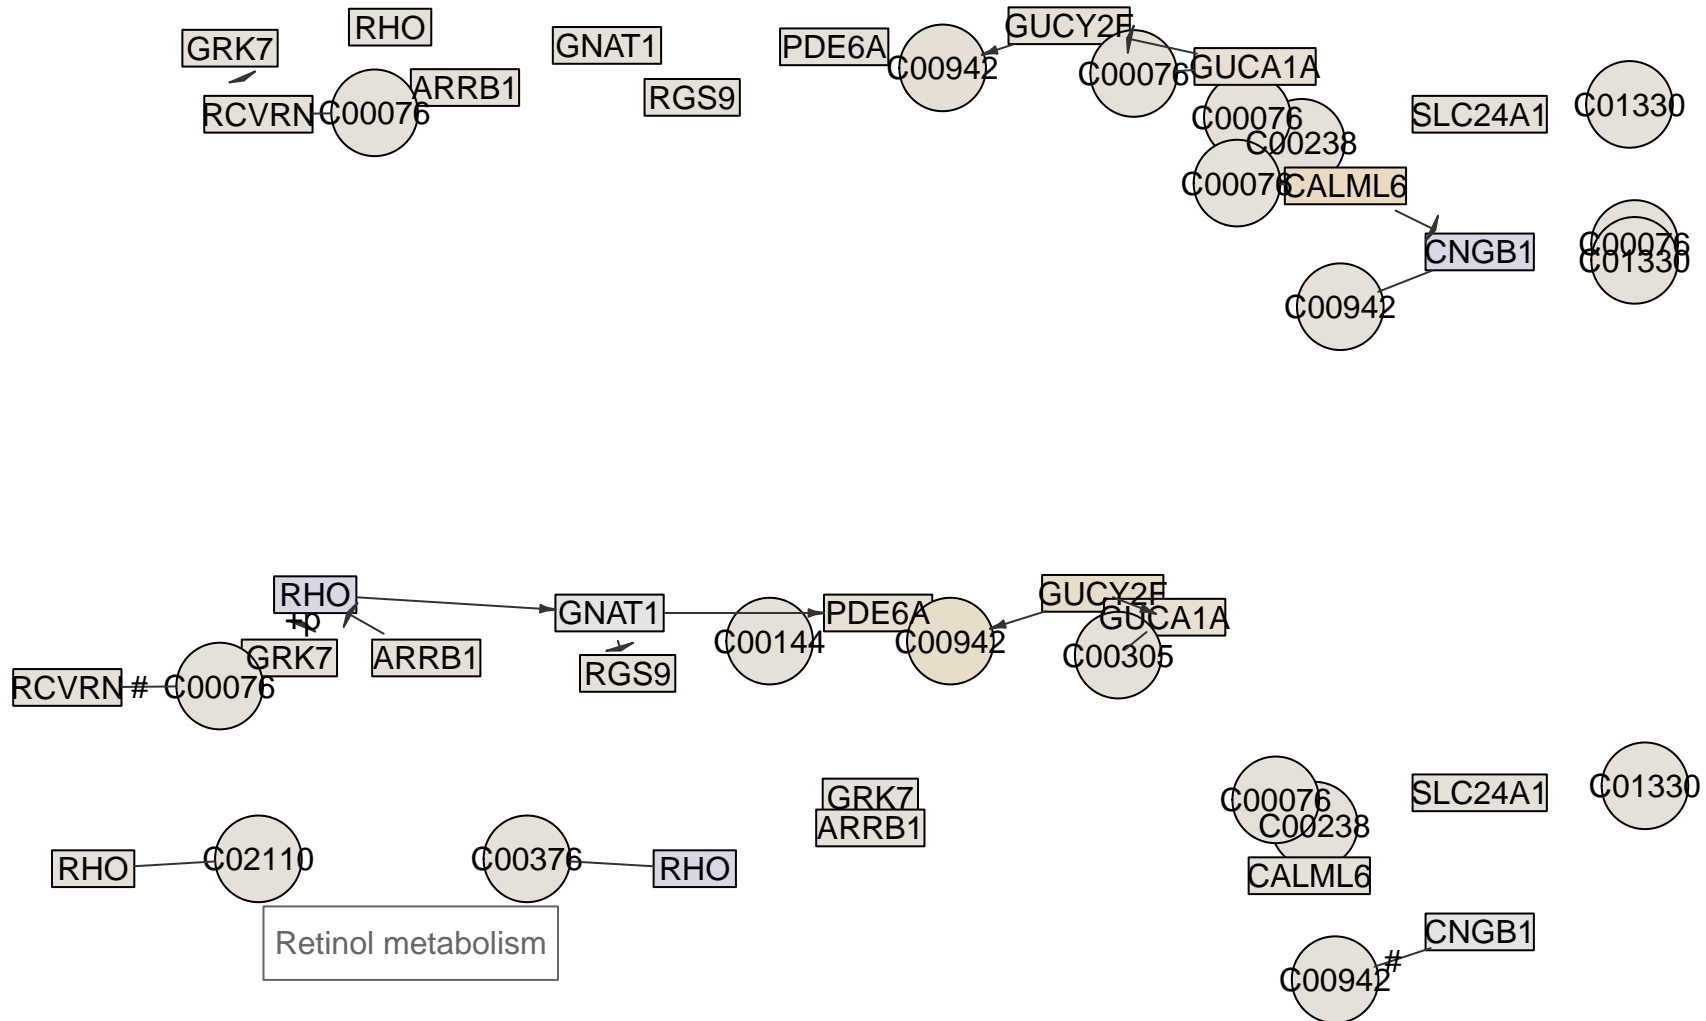 RHO
GRK7
GNAT1
PDE6A
GUCY2F
C00942
C00076
GUCA1A
ARRB1
RGS9
RCVRN
C00076
C00076
C00238
SLC24A1
C01330
C00076
CALML6
CNGB1
C00076
C01330
C00942
RHO
+p
GNAT1
PDE6A
GUCY2F
GUCA1A
GRK7
ARRB1
RGS9
C00144
C00942
C00305
RCVRN
#
C00076
GRK7
ARRB1
C00076
C00238
SLC24A1
C01330
RHO
C02110
C00376
RHO
CALML6
Retinol metabolism
CNGB1
#
C00942